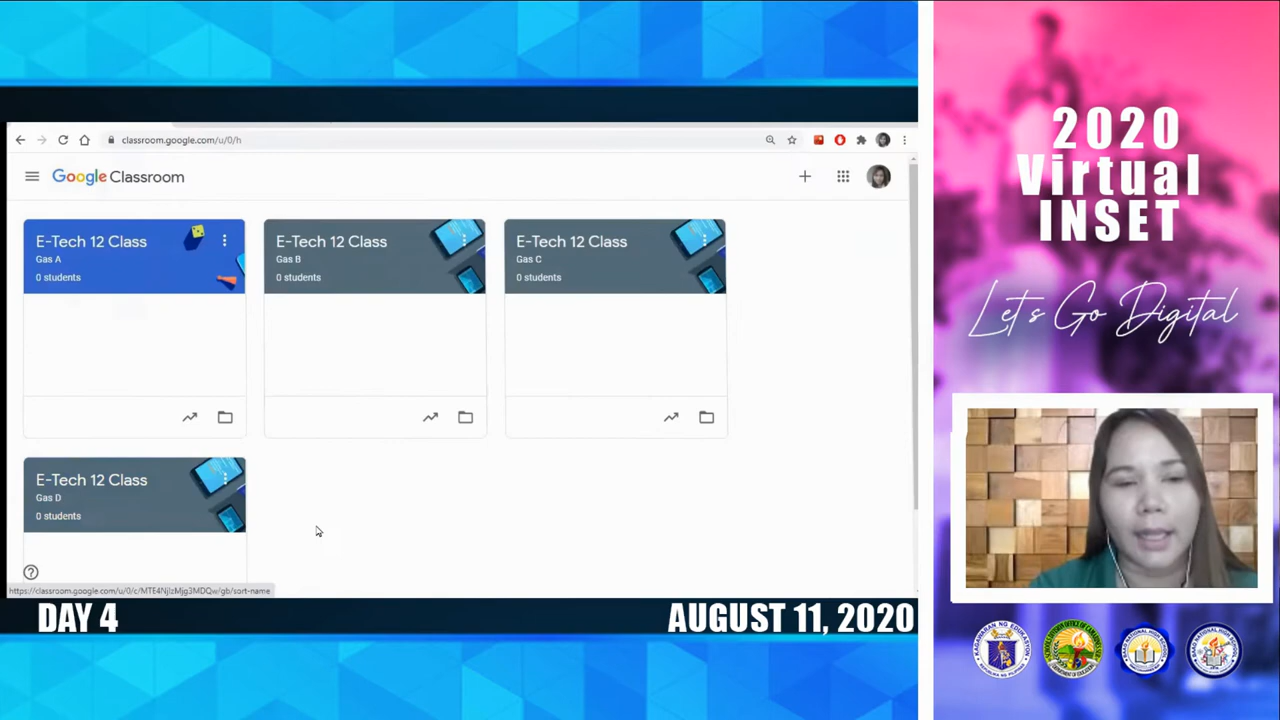 classroom.google.com/u/0/h
Google Classroom
E-Tech 12 Class
Gas A
0 students
E-Tech 12 Class
Gas B
0 students
E-Tech 12 Class
Gas C
0 students
E-Tech 12 Class
Gas D
0 students
DAY 4
AUGUST 11, 2020
2020
Virtual
INSET
Let's Go Digital